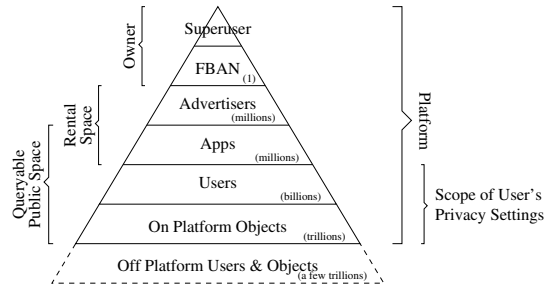 Superuser
FBAN
(1)
Advertisers
(millions)
Apps
(millions)
Users
(billions)
On Platform Objects
(trillions)
Off Platform Users & Objects
(a few trillions)
Owner
Rental
Space
Queryable
Public Space
Platform
Scope of User's
Privacy Settings